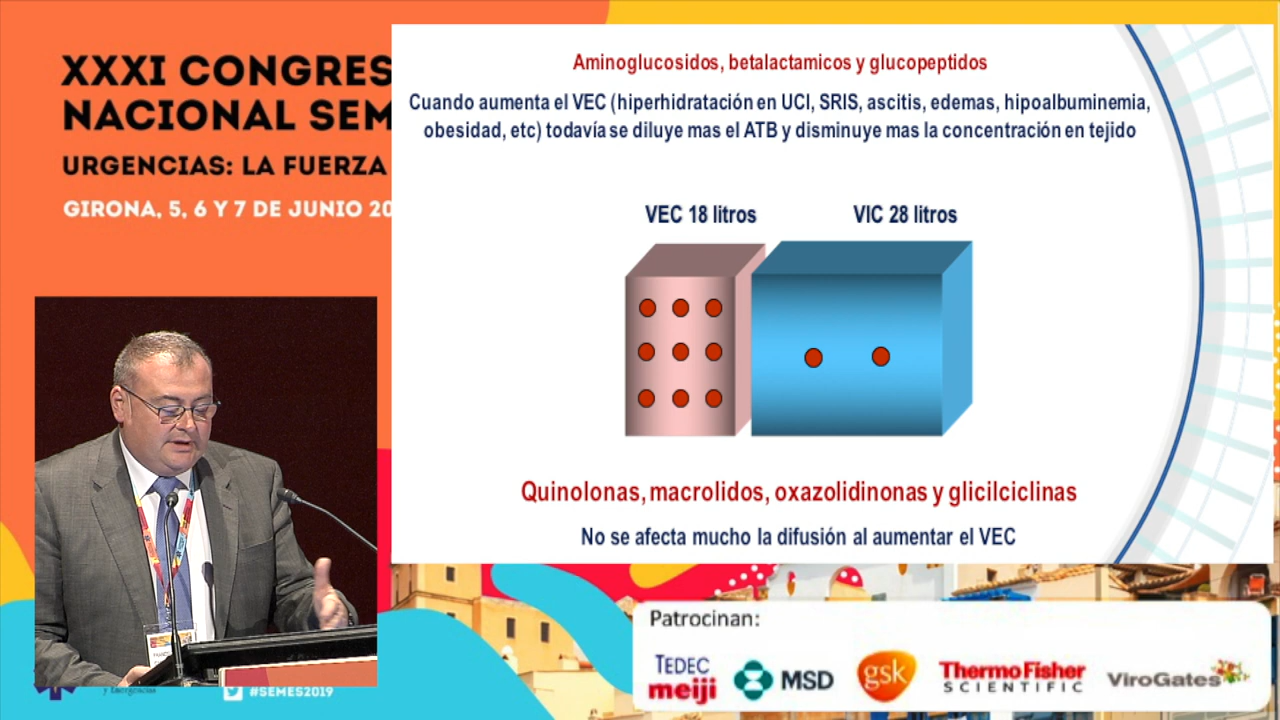 XXXI CONGRES
NACIONAL SEM
URGENCIAS: LA FUERZA
GIRONA, 5, 6 Y 7 DE JUNIO 20
Aminoglucosidos, betalactamicos y glucopeptidos
Cuando aumenta el VEC (hiperhidratación en UCI, SRIS, ascitis, edemas, hipoalbuminemia,
obesidad, etc) todavía se diluye mas el ATB y disminuye mas la concentración en tejido
VEC 18 litros
VIC 28 litros
Quinolonas, macrolidos, oxazolidinonas y glicilciclinas
No se afecta mucho la difusión al aumentar el VEC
y Emergencias
#SEMES2019
Patrocinan:
TEDEC
meiji
MSD
gsk
ThermoFisher
SCIENTIFIC
ViroGates